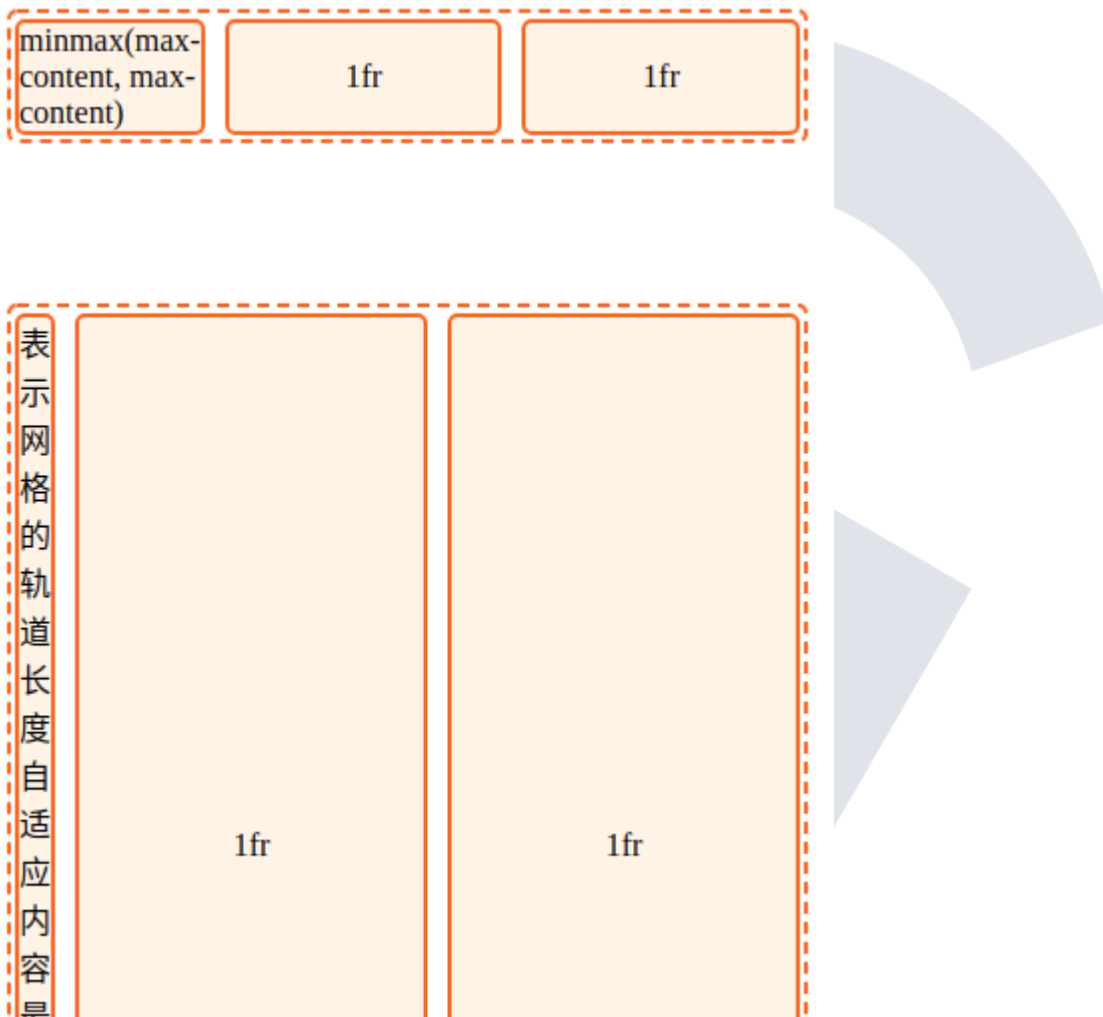 minmax(max-
content, max-
content)
1fr
1fr
表
示
网
格
的
轨
道
长
度
自
适
应
内
容
1fr
1fr